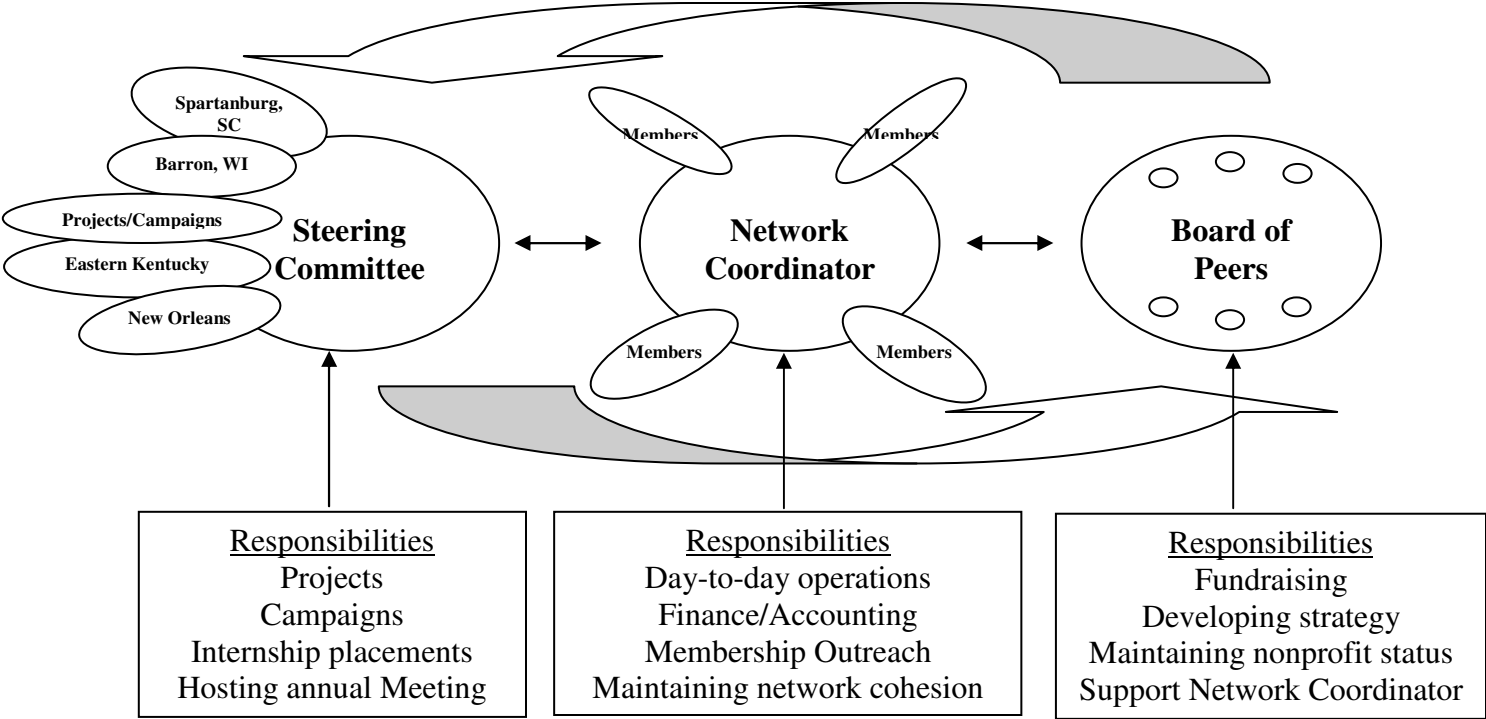 Spartanburg,
SC
Barron, WI
Projects/Campaigns
Eastern Kentucky
New Orleans
Steering
Committee
Members
Members
Network
Coordinator
Members
Members
Board of
Peers
Responsibilities
Projects
Campaigns
Internship placements
Hosting annual Meeting
Responsibilities
Day-to-day operations
Finance/Accounting
Membership Outreach
Maintaining network cohesion
Responsibilities
Fundraising
Developing strategy
Maintaining nonprofit status
Support Network Coordinator